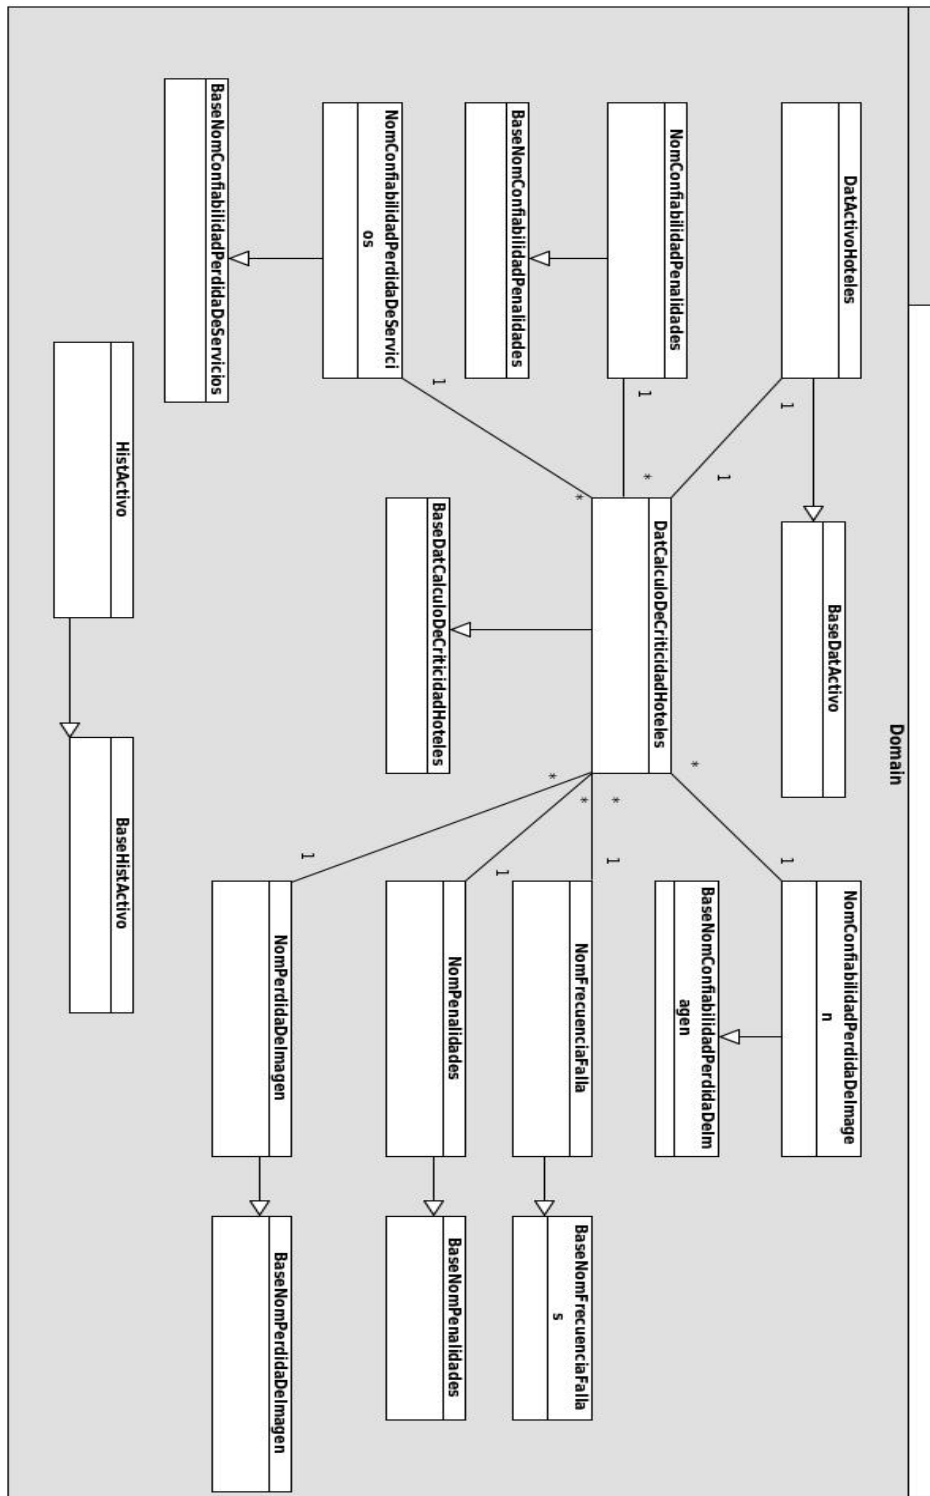 Domain
DatActivoHoteles
BaseDatActivo
NomConfiabilidadPerdidaDeImage
n
1
1
*
1
NomConfiabilidadPenalidades
DatCalculoDeCriticidadHoteles
BaseNomConfiabilidadPerdidaDeIm
agen
1
*
*
1
*
*
*
NomFrecuenciaFalla
BaseNomFrecuenciaFalla
s
BaseNomConfiabilidadPenalidades
1
NomConfiabilidadPerdidaDeServici
os
1
BaseDatCalculoDeCriticidadHoteles
NomPenalidades
BaseNomPenalidades
1
NomPerdidaDeImagen
BaseNomPerdidaDeImagen
BaseNomConfiabilidadPerdidaDeServicios
HistActivo
BaseHistActivo